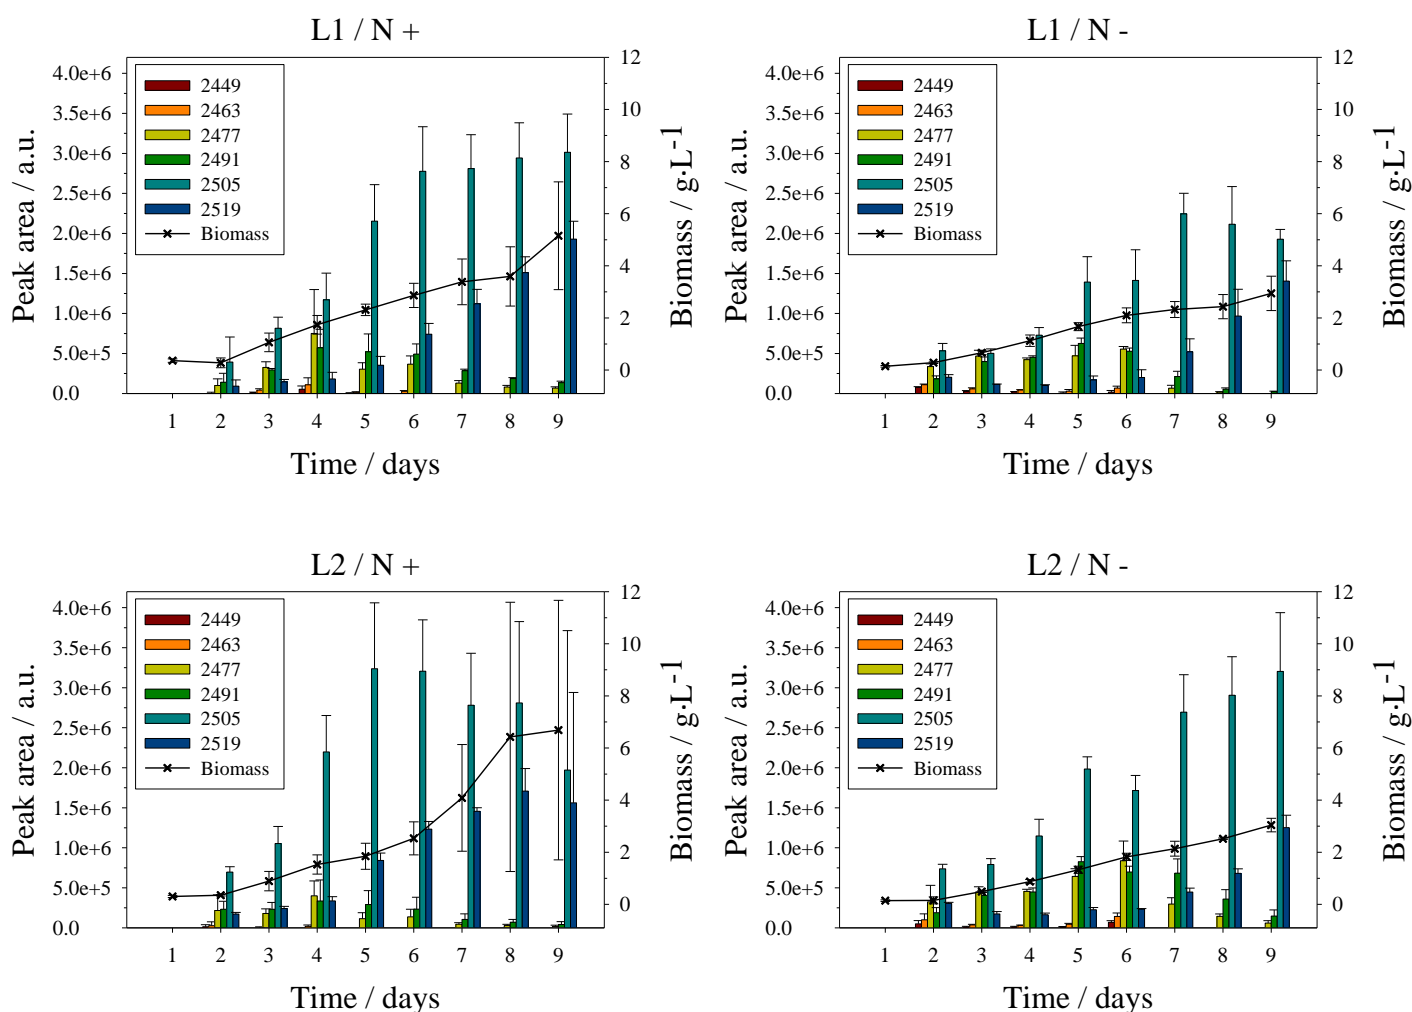 L1 / N +
4.0e+6
3.5e+6
3.0e+6
2.5e+6
2.0e+6
1.5e+6
1.0e+6
5.0e+5
0.0
Peak area / a.u.
2449
2463
2477
2491
2505
2519
Biomass
12
10
8
6
4
2
0
Biomass / g·L-1
1 2 3 4 5 6 7 8 9
Time / days
L1 / N -
4.0e+6
3.5e+6
3.0e+6
2.5e+6
2.0e+6
1.5e+6
1.0e+6
5.0e+5
0.0
Peak area / a.u.
2449
2463
2477
2491
2505
2519
Biomass
12
10
8
6
4
2
0
Biomass / g·L-1
1 2 3 4 5 6 7 8 9
Time / days
L2 / N +
4.0e+6
3.5e+6
3.0e+6
2.5e+6
2.0e+6
1.5e+6
1.0e+6
5.0e+5
0.0
Peak area / a.u.
2449
2463
2477
2491
2505
2519
Biomass
12
10
8
6
4
2
0
Biomass / g·L-1
1 2 3 4 5 6 7 8 9
Time / days
L2 / N -
4.0e+6
3.5e+6
3.0e+6
2.5e+6
2.0e+6
1.5e+6
1.0e+6
5.0e+5
0.0
Peak area / a.u.
2449
2463
2477
2491
2505
2519
Biomass
12
10
8
6
4
2
0
Biomass / g·L-1
1 2 3 4 5 6 7 8 9
Time / days